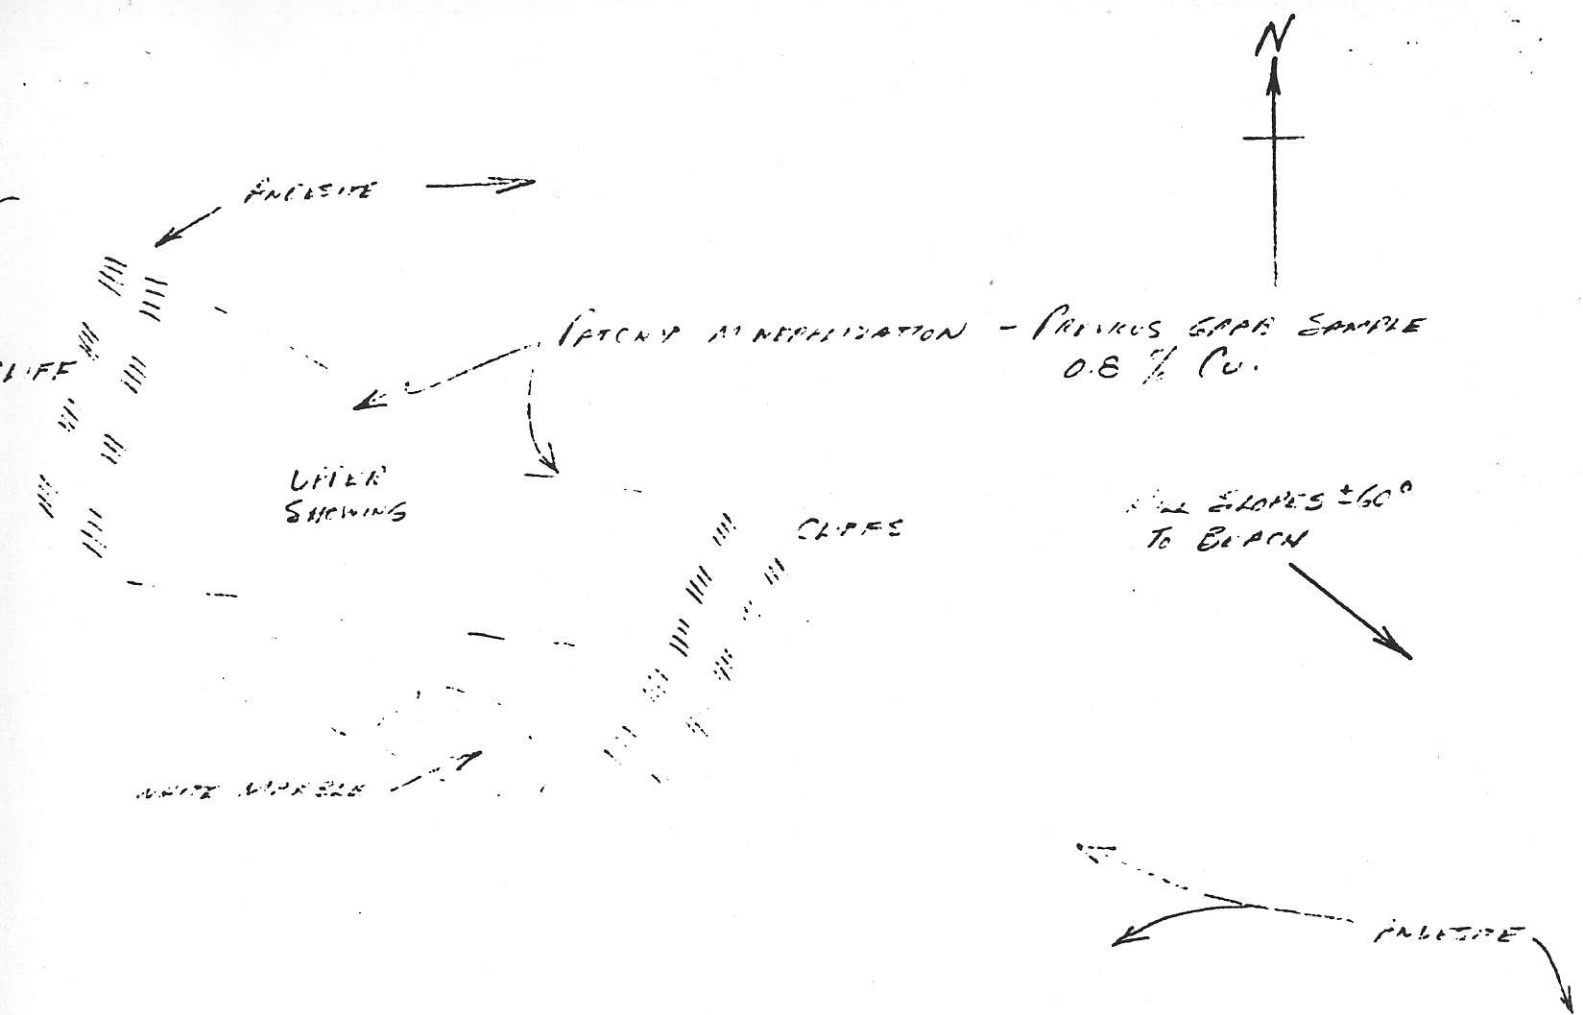 N
ANDESITE
PATCHY MINERALIZATION - PREVIOUS GRAB SAMPLE
0.8 % Cu.
CLIFF
UPPER
SHOWING
CLIFFS
SLOPES ±60°
TO BEACH
WHITE MARBLE
ANDESITE